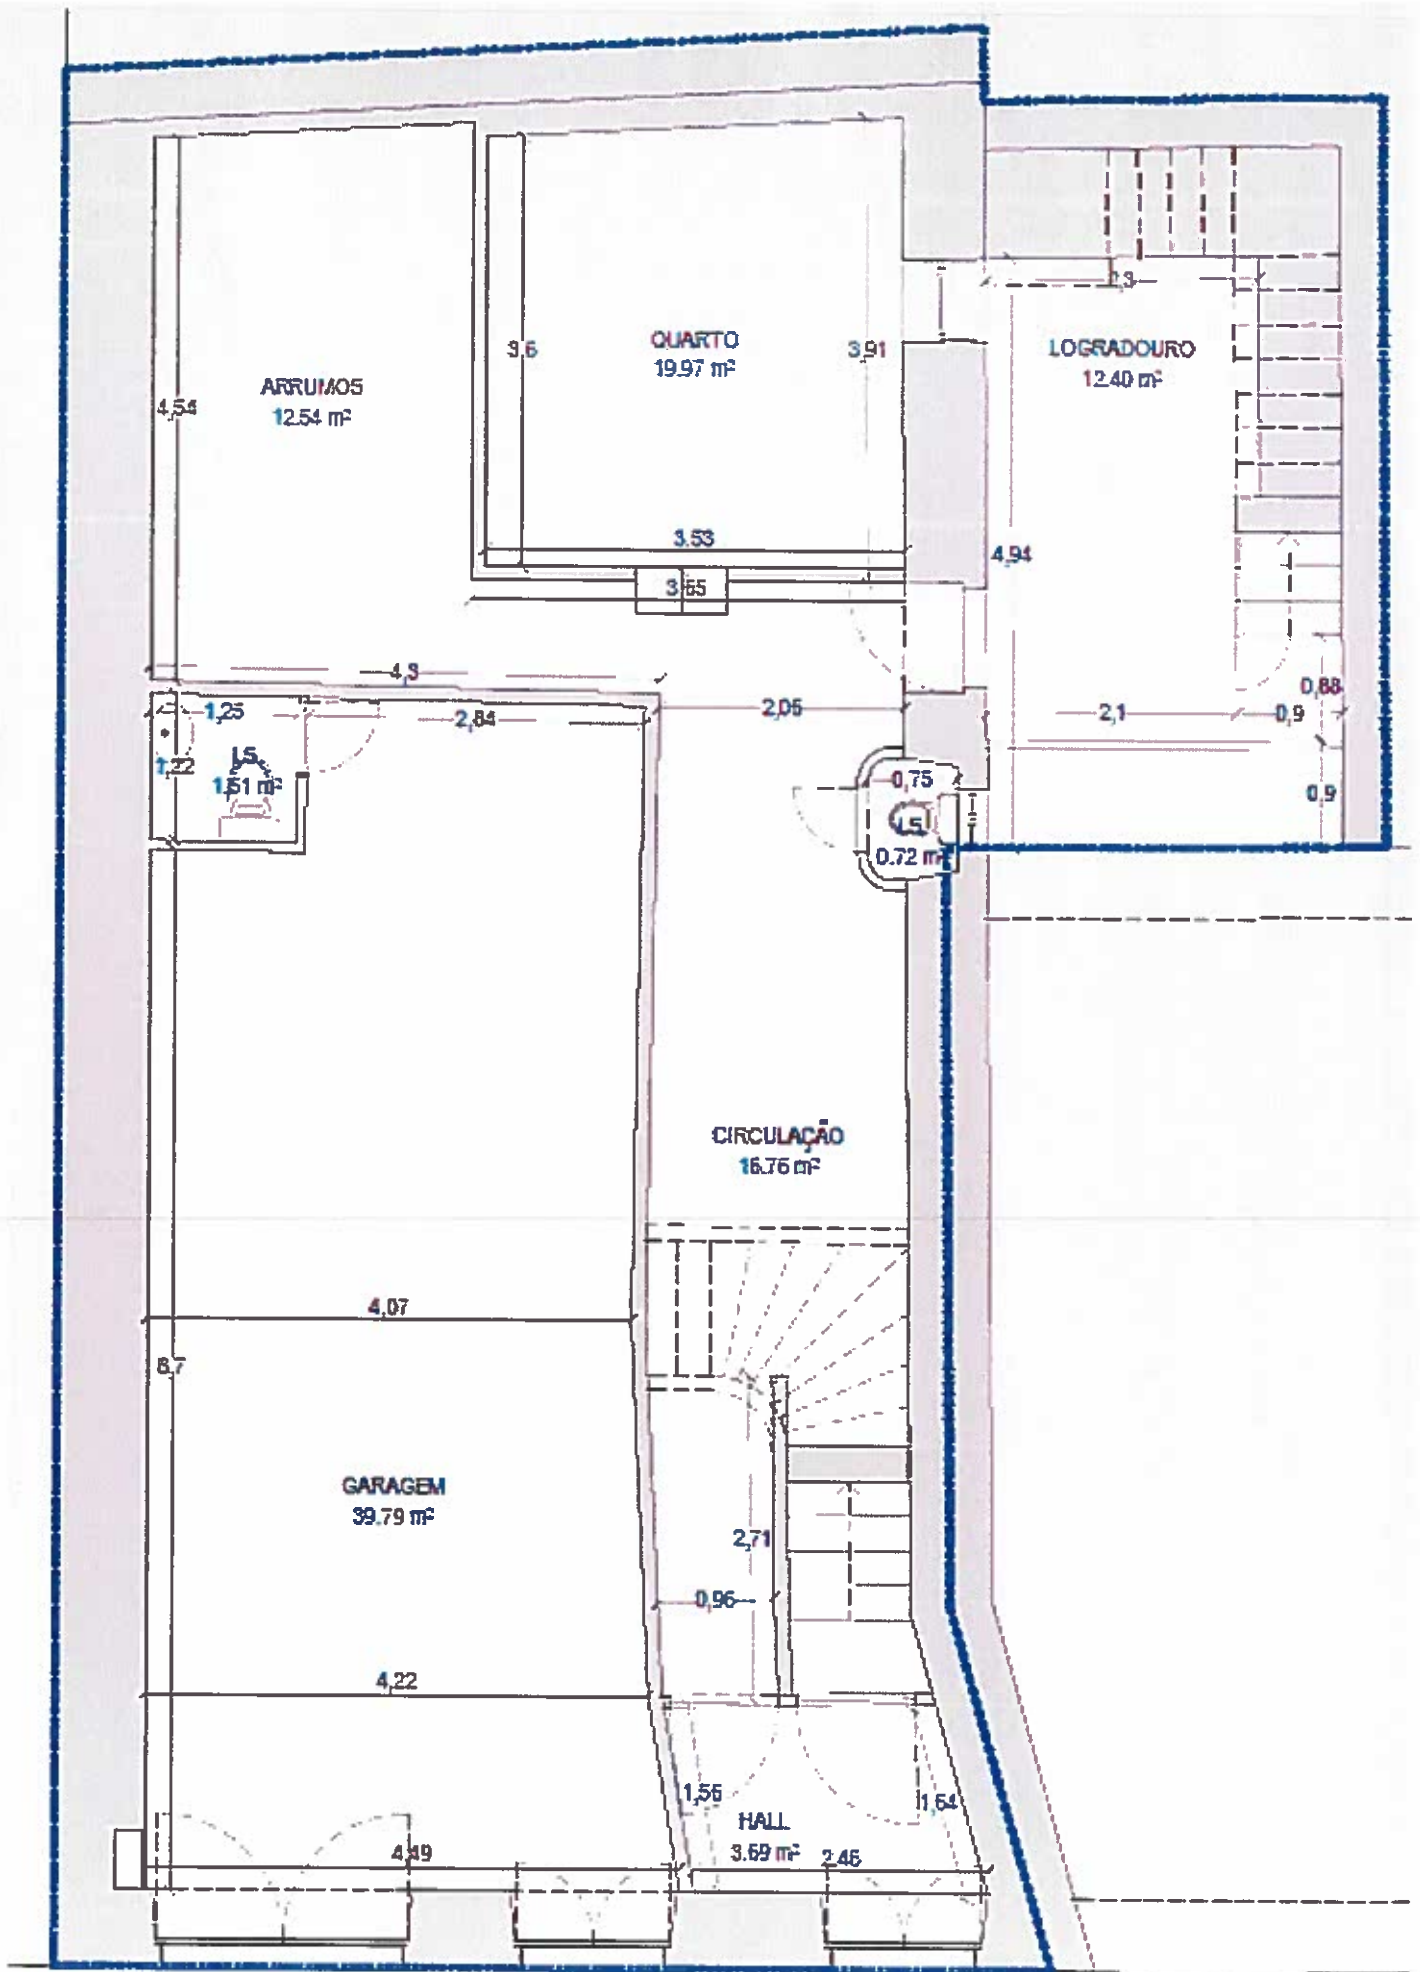 3
QUARTO
19.97 m²
3,6
3,91
LOGRADOURO
12.40 m²
ARRUMOS
12.54 m²
4,54
3,53
4,94
3,65
4,3
0,88
1,25
2,84
2,05
2,1
0,9
I.S.
1.61 m²
1,22
0,75
0,9
I.S.
0.72 m²
CIRCULAÇÃO
16.76 m²
4,07
8,7
GARAGEM
39.79 m²
2,71
0,96
4,22
1,56
1,64
HALL
3.69 m²
4,49
2,46